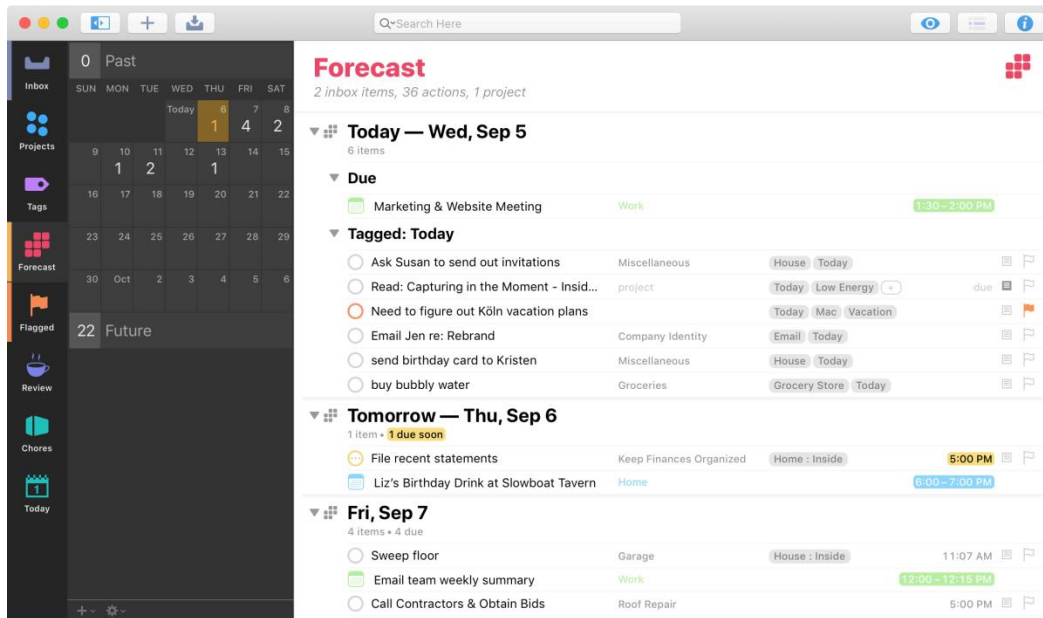 Search Here
Inbox
Projects
Tags
Forecast
Flagged
Review
Chores
1
Today
0 Past
SUN MON TUE WED THU FRI SAT
Today 6 7 8
1 4 2
9 10 11 12 13 14 15
1 2 1
16 17 18 19 20 21 22
23 24 25 26 27 28 29
30 Oct 2 3 4 5 6
22 Future
Forecast
2 inbox items, 36 actions, 1 project
Today — Wed, Sep 5
6 items
Due
Marketing & Website Meeting Work 1:30 – 2:00 PM
Tagged: Today
Ask Susan to send out invitations Miscellaneous House Today
Read: Capturing in the Moment - Insid... project Today Low Energy + due
Need to figure out Köln vacation plans Today Mac Vacation
Email Jen re: Rebrand Company Identity Email Today
send birthday card to Kristen Miscellaneous House Today
buy bubbly water Groceries Grocery Store Today
Tomorrow — Thu, Sep 6
1 item • 1 due soon
File recent statements Keep Finances Organized Home : Inside 5:00 PM
Liz's Birthday Drink at Slowboat Tavern Home 6:00 – 7:00 PM
Fri, Sep 7
4 items • 4 due
Sweep floor Garage House : Inside 11:07 AM
Email team weekly summary Work 12:00 – 12:15 PM
Call Contractors & Obtain Bids Roof Repair 5:00 PM